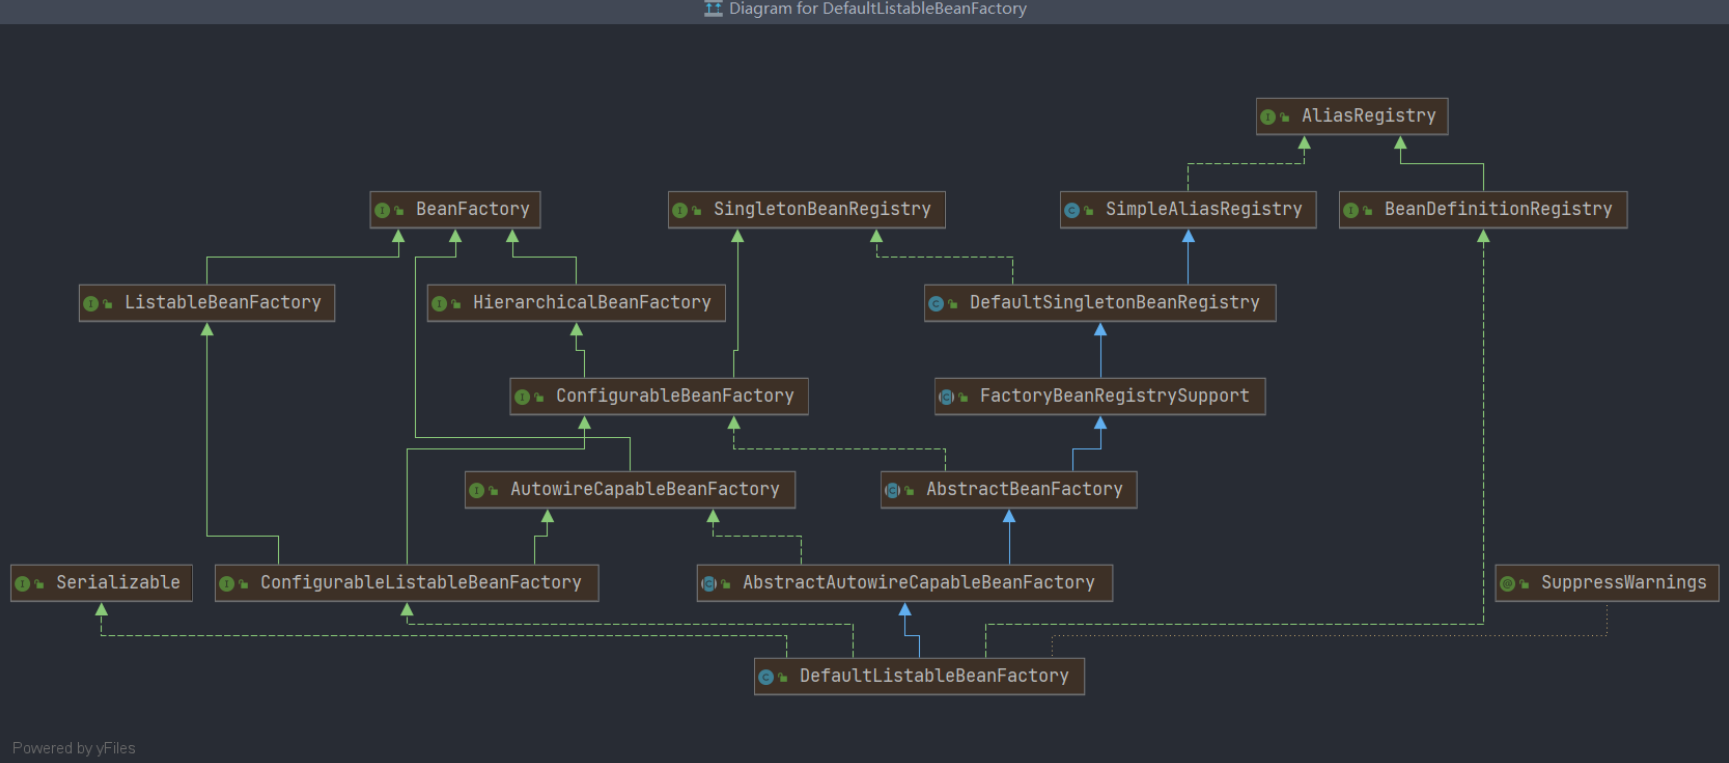 Diagram for DefaultListableBeanFactory
AliasRegistry
BeanFactory
SingletonBeanRegistry
SimpleAliasRegistry
BeanDefinitionRegistry
ListableBeanFactory
HierarchicalBeanFactory
DefaultSingletonBeanRegistry
ConfigurableBeanFactory
FactoryBeanRegistrySupport
AutowireCapableBeanFactory
AbstractBeanFactory
Serializable
ConfigurableListableBeanFactory
AbstractAutowireCapableBeanFactory
SuppressWarnings
DefaultListableBeanFactory
Powered by yFiles